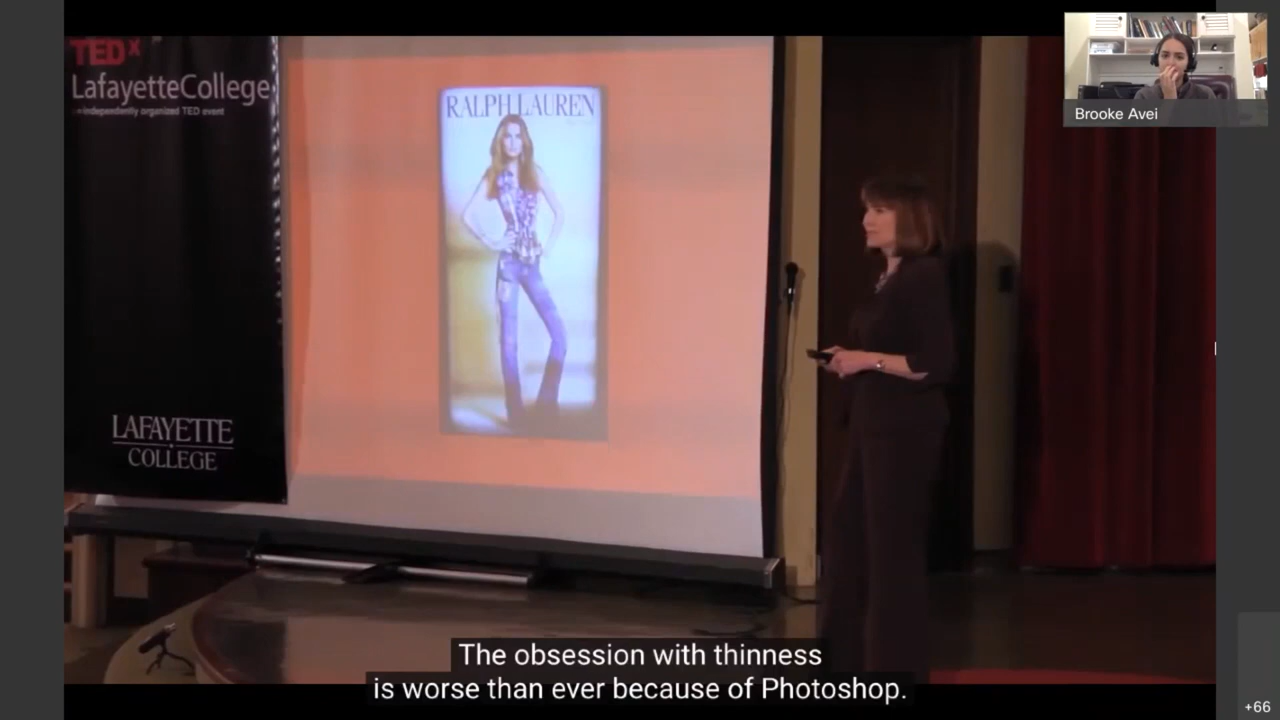 TEDx
LafayetteCollege
independently organized TED event
RALPH LAUREN
Brooke Avei
LAFAYETTE
COLLEGE
The obsession with thinness
is worse than ever because of Photoshop.
+66